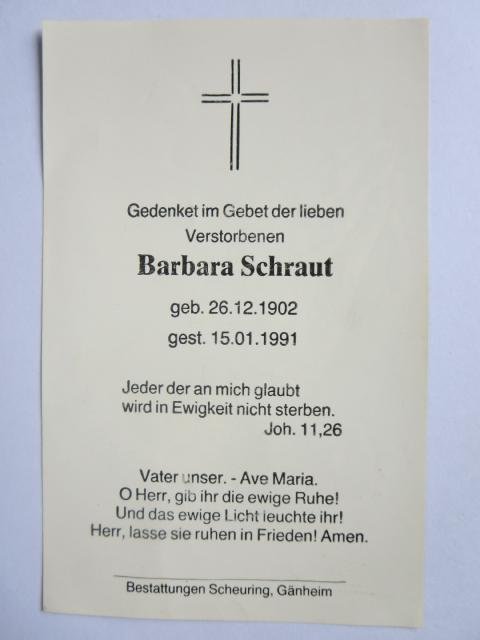 Gedenket im Gebet der lieben
Verstorbenen
Barbara Schraut
geb. 26.12.1902
gest. 15.01.1991
Jeder der an mich glaubt
wird in Ewigkeit nicht sterben.
Joh. 11,26
Vater unser. - Ave Maria.
O Herr, gib ihr die ewige Ruhe!
Und das ewige Licht leuchte ihr!
Herr, lasse sie ruhen in Frieden! Amen.
Bestattungen Scheuring, Gänheim